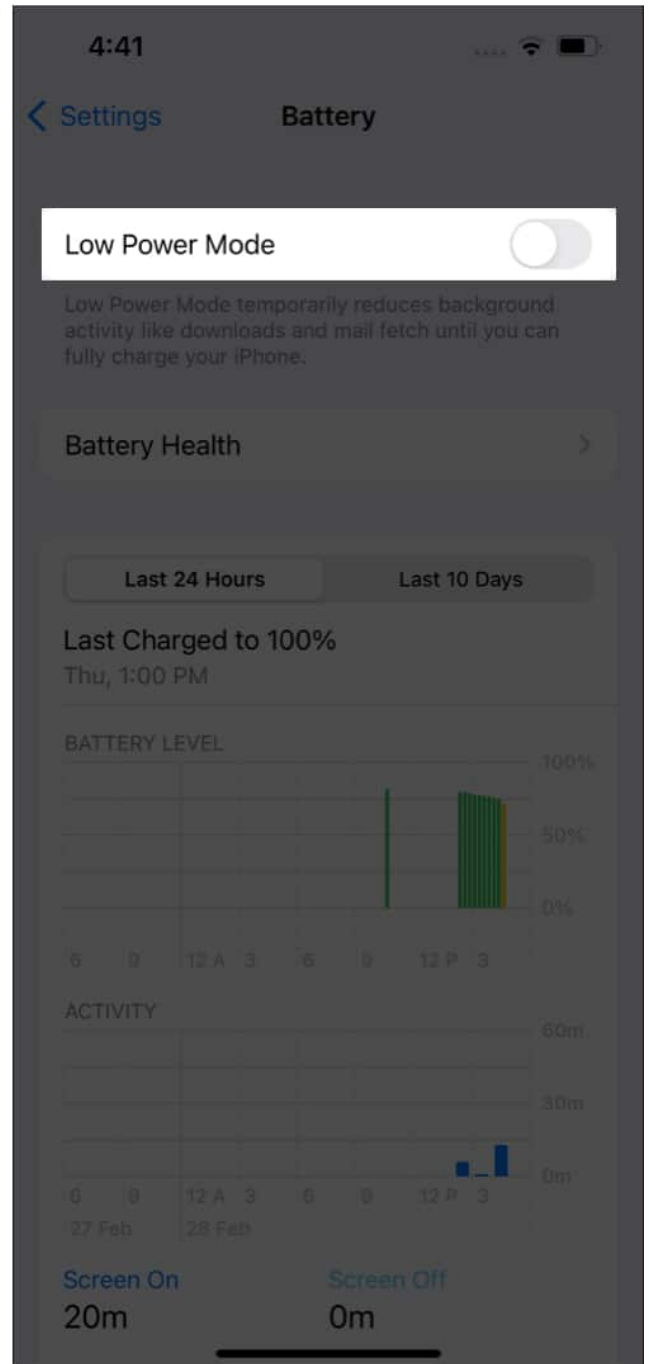 4:41
Settings
Battery
Low Power Mode
Low Power Mode temporarily reduces background
activity like downloads and mail fetch until you can
fully charge your iPhone.
Battery Health
Last 24 Hours
Last 10 Days
Last Charged to 100%
Thu, 1:00 PM
BATTERY LEVEL
100%
50%
0%
6 9 12 A 3 6 9 12 P 3
ACTIVITY
60m
30m
0m
6 9 12 A 3 6 9 12 P 3
27 Feb 28 Feb
Screen On Screen Off
20m 0m